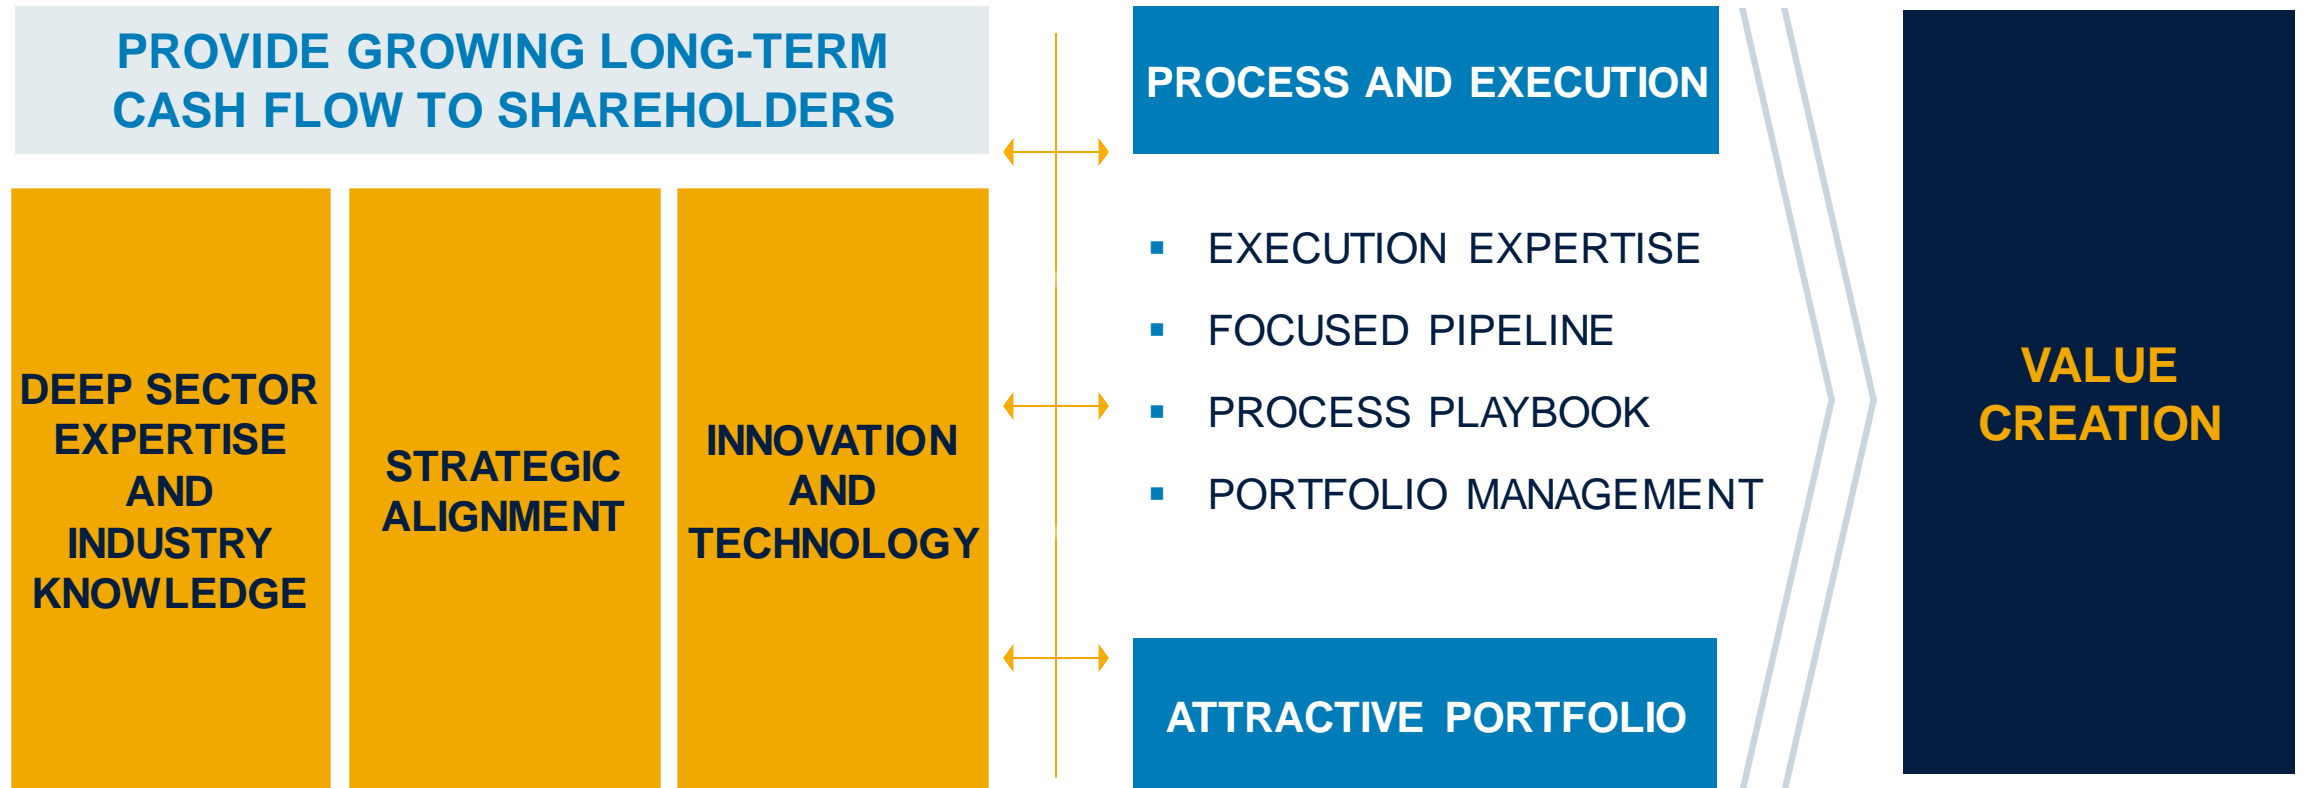 PROVIDE GROWING LONG-TERM
CASH FLOW TO SHAREHOLDERS
DEEP SECTOR
EXPERTISE
AND
INDUSTRY
KNOWLEDGE
STRATEGIC
ALIGNMENT
INNOVATION
AND
TECHNOLOGY
PROCESS AND EXECUTION
▪ EXECUTION EXPERTISE
▪ FOCUSED PIPELINE
▪ PROCESS PLAYBOOK
▪ PORTFOLIO MANAGEMENT
ATTRACTIVE PORTFOLIO
VALUE
CREATION